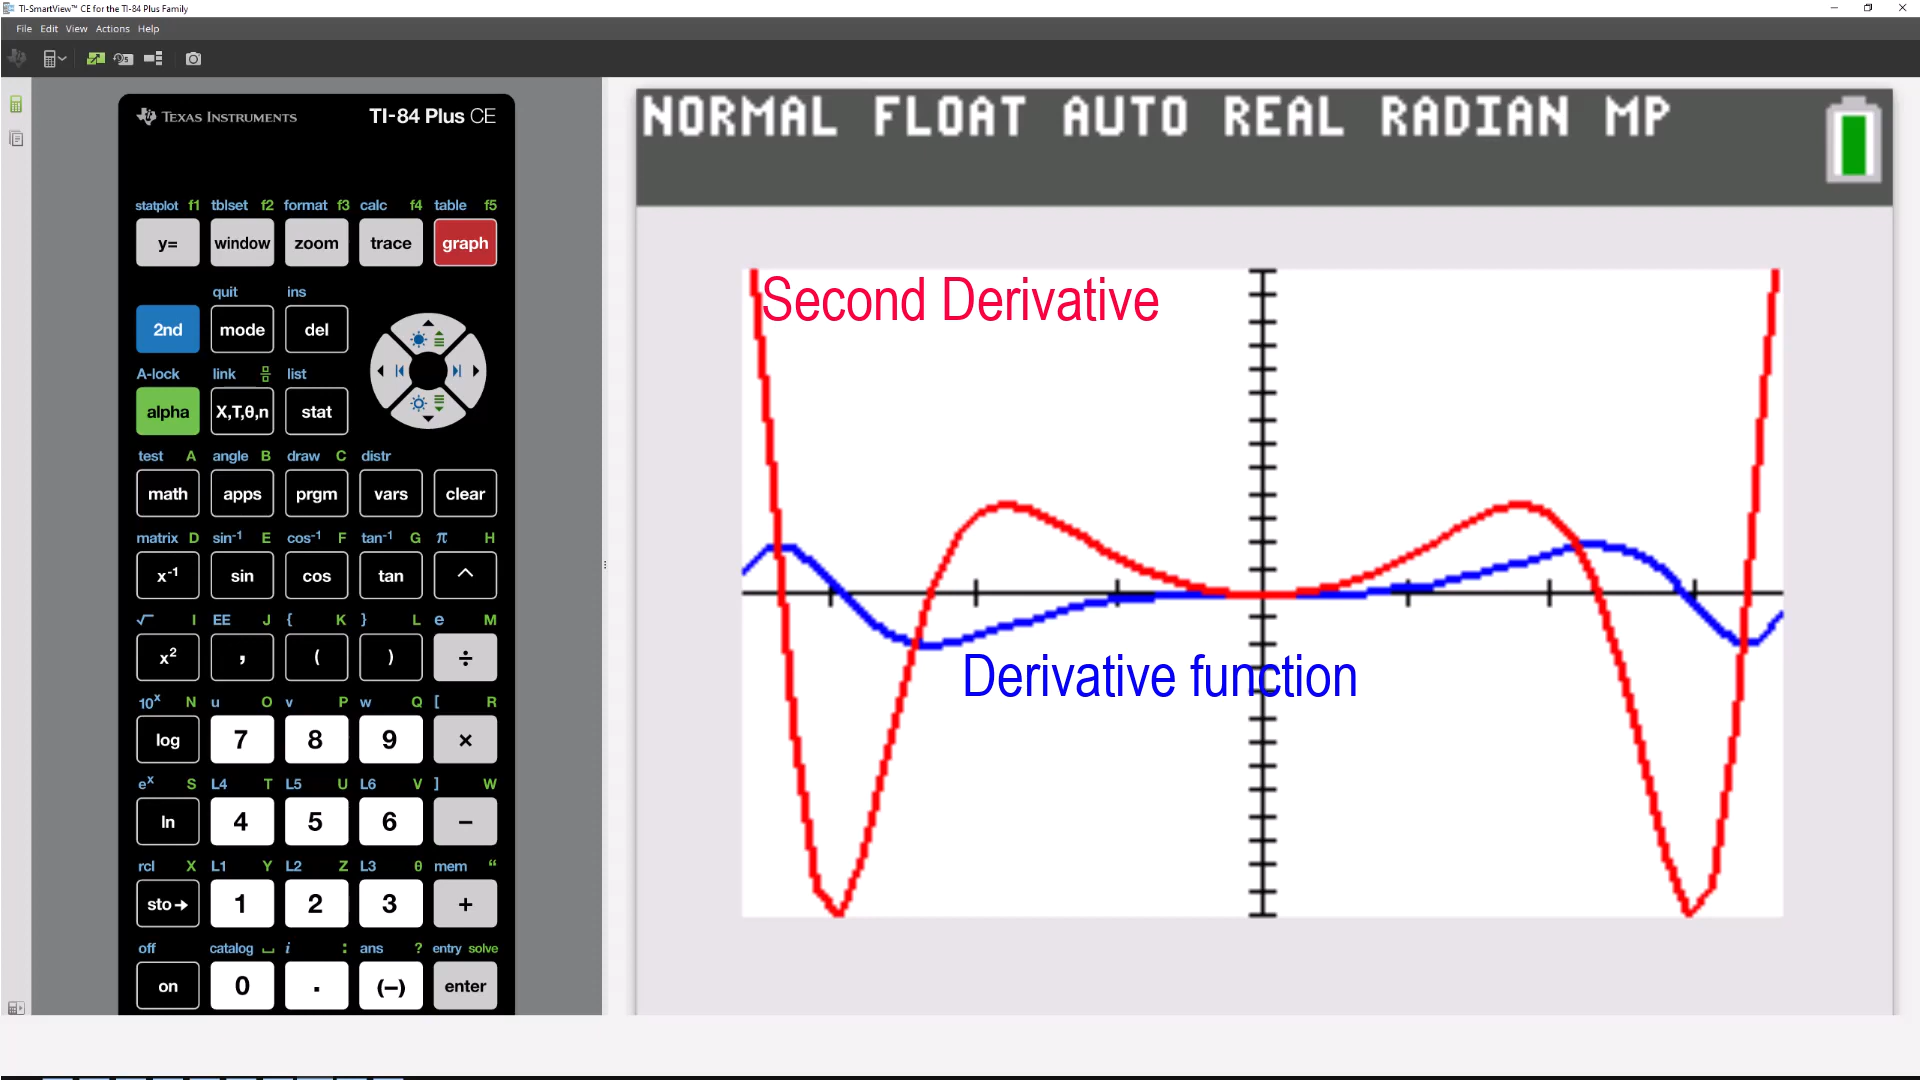 TI-SmartView™ CE for the TI-84 Plus Family
File Edit View Actions Help
TEXAS INSTRUMENTS TI-84 Plus CE
statplot f1 tblset f2 format f3 calc f4 table f5
y= window zoom trace graph
quit ins
2nd mode del
A-lock link list
alpha X,T,θ,n stat
test A angle B draw C distr
math apps prgm vars clear
matrix D sin⁻¹ E cos⁻¹ F tan⁻¹ G π H
x⁻¹ sin cos tan ^
√ I EE J { K } L e M
x² , ( ) ÷
10ˣ N u O v P w Q [ R
log 7 8 9 ×
eˣ S L4 T L5 U L6 V ] W
ln 4 5 6 −
rcl X L1 Y L2 Z L3 θ mem “
sto→ 1 2 3 +
off catalog ⎵ i : ans ? entry solve
on 0 . (−) enter
NORMAL FLOAT AUTO REAL RADIAN MP
Second Derivative
Derivative function